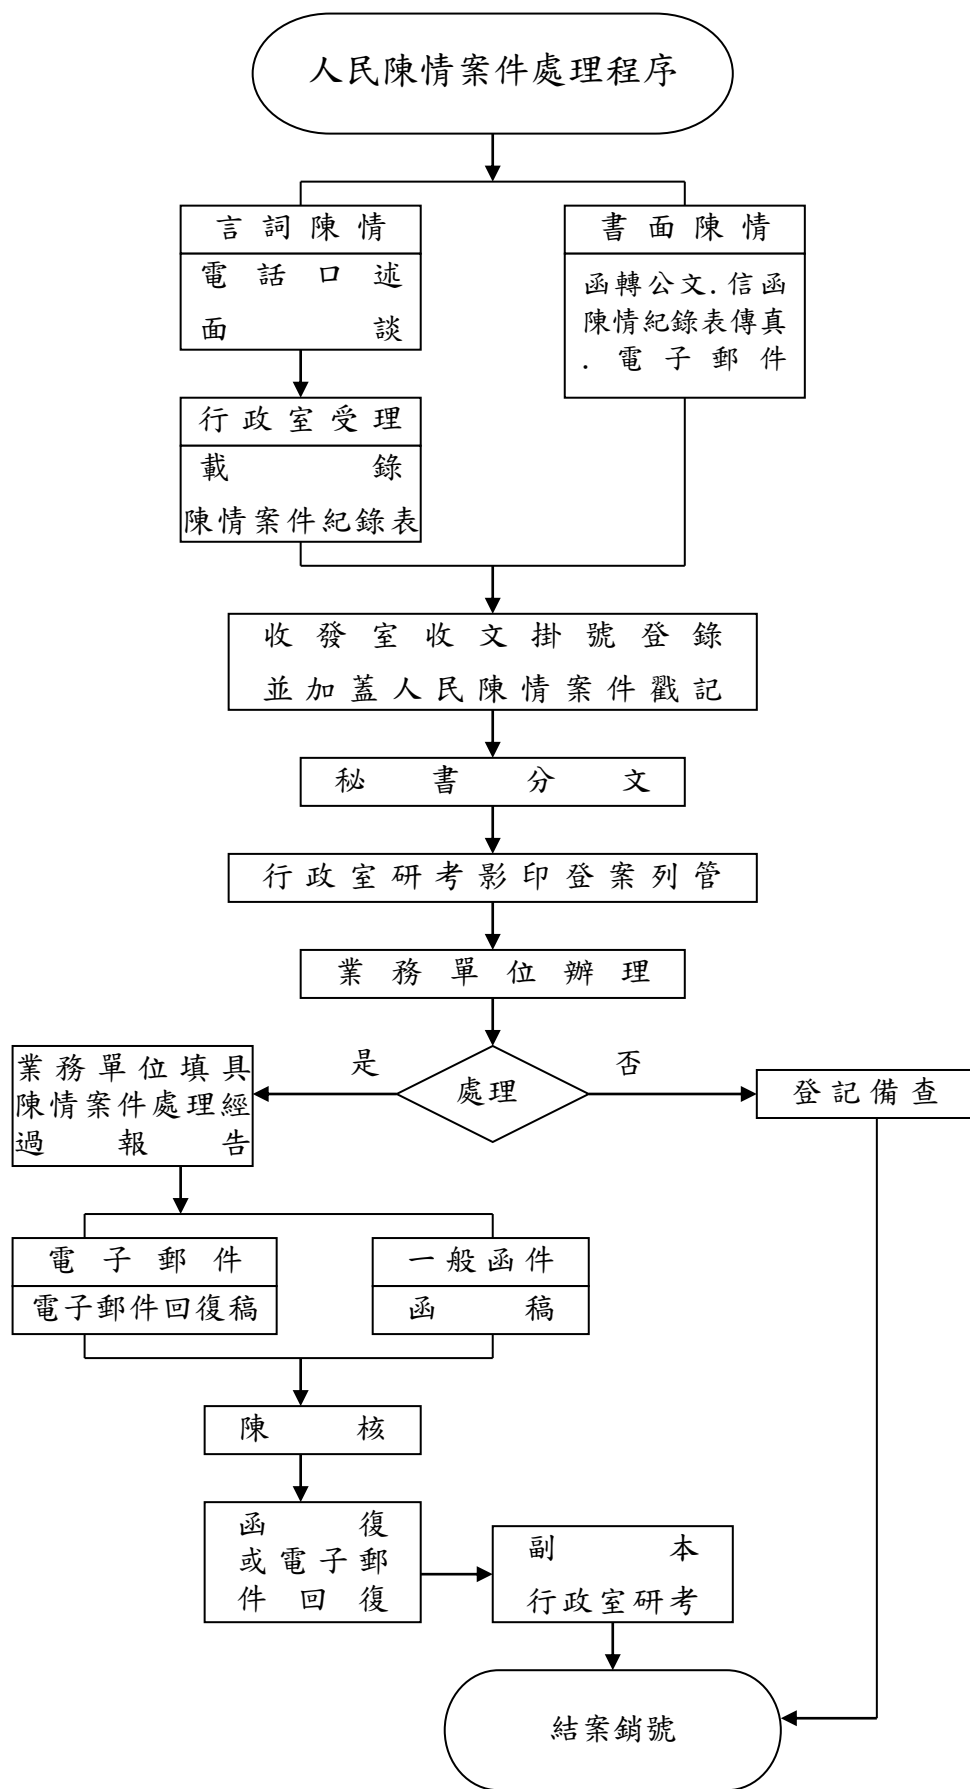 人民陳情案件處理程序
言詞陳情
電話口述
面談
書面陳情
函轉公文.信函
陳情紀錄表傳真
.電子郵件
行政室受理
載錄
陳情案件紀錄表
收發室收文掛號登錄
並加蓋人民陳情案件戳記
秘書分文
行政室研考影印登案列管
業務單位辦理
是
處理
否
業務單位填具
陳情案件處理經
過報告
登記備查
電子郵件
電子郵件回復稿
一般函件
函稿
陳核
函復
或電子郵
件回復
副本
行政室研考
結案銷號